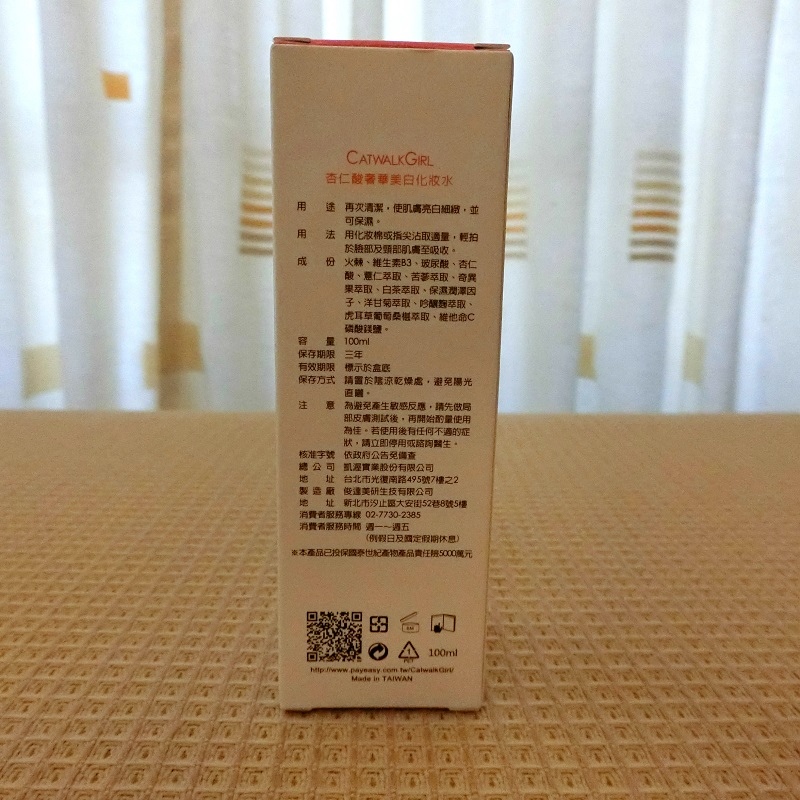 CATWALKGIRL
杏仁酸奢華美白化妝水
用途 再次清潔，使肌膚亮白細緻，並
可保濕。
用法 用化妝棉或指尖沾取適量，輕拍
於臉部及頸部肌膚至吸收。
成份 火棘、維生素B3、玻尿酸、杏仁
酸、薏仁萃取、苦蔘萃取、奇異
果萃取、白茶萃取、保濕潤澤因
子、洋甘菊萃取、吟釀麴萃取、
虎耳草葡萄桑椹萃取、維他命C
磷酸鎂鹽。
容量 100ml
保存期限 三年
有效期限 標示於盒底
保存方式 請置於陰涼乾燥處，避免陽光
直曬。
注意 為避免產生敏感反應，請先做局
部皮膚測試後，再開始酌量使用
為佳。若使用後有任何不適的症
狀，請立即停用或諮詢醫生。
核准字號 依政府公告免備查
總公司 凱渥實業股份有限公司
地址 台北市光復南路495號7樓之2
製造廠 俊達美研生技有限公司
地址 新北市汐止區大安街52巷8號5樓
消費者服務專線 02-7730-2385
消費者服務時間 週一～週五
(例假日及國定假期休息)
※本產品已投保國泰世紀產物產品責任險5000萬元
100ml
http://www.payeasy.com.tw/CatwalkGirl/
Made in TAIWAN